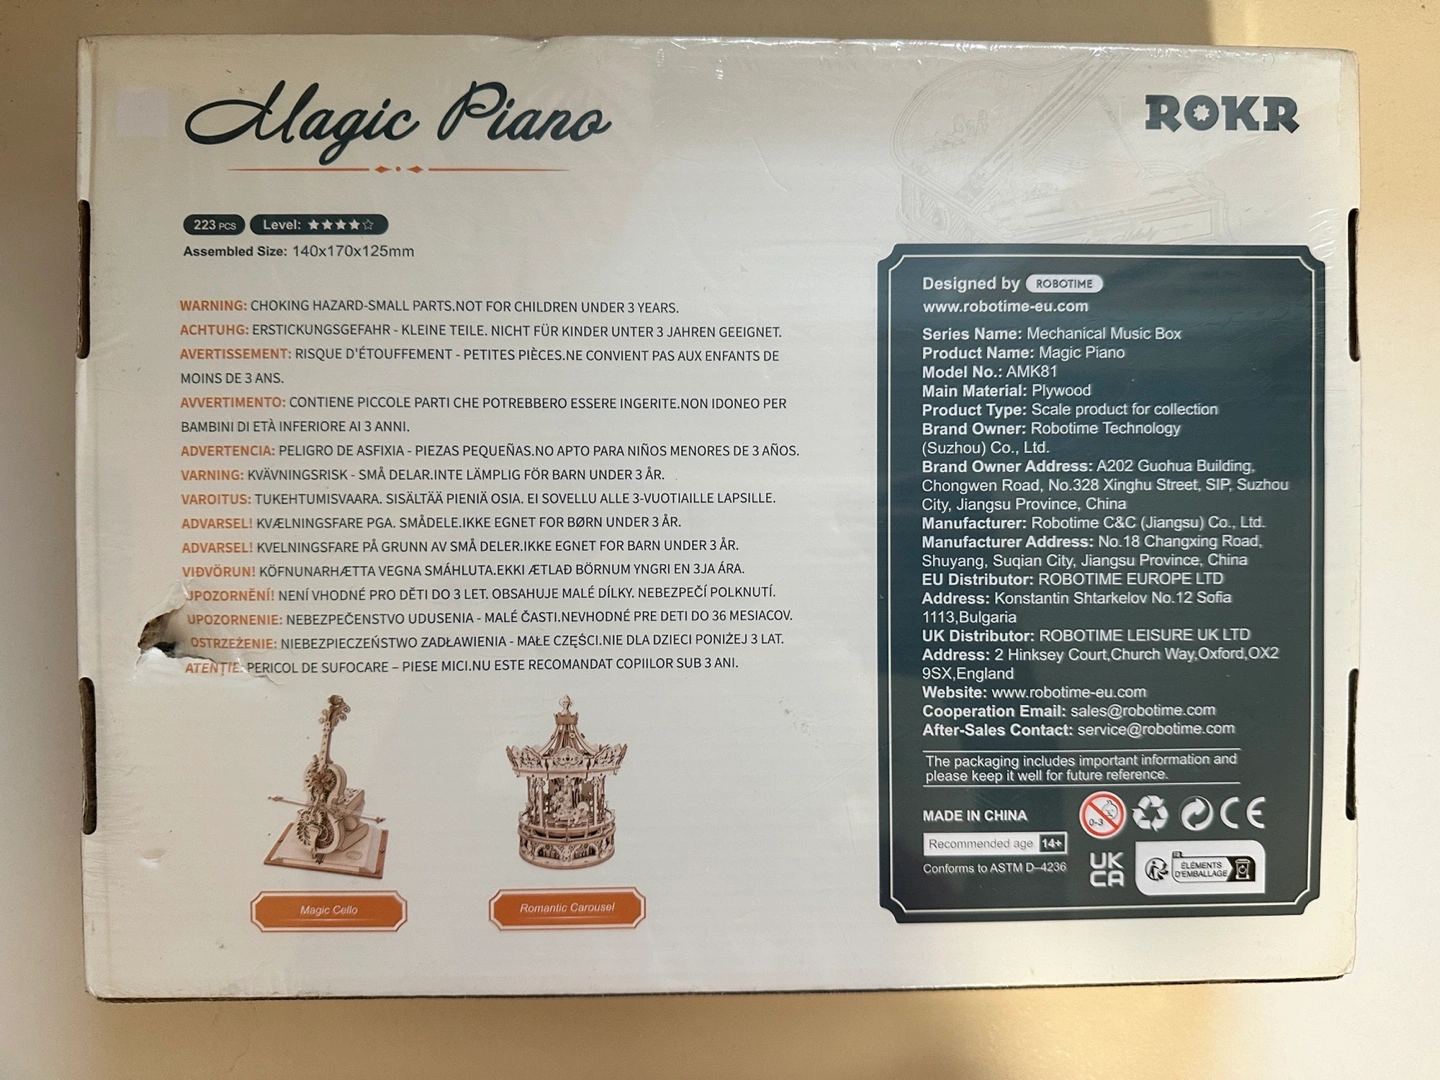 Magic Piano
ROKR
223 PCS Level:
Assembled Size: 140x170x125mm
WARNING: CHOKING HAZARD-SMALL PARTS.NOT FOR CHILDREN UNDER 3 YEARS.
ACHTUHG: ERSTICKUNGSGEFAHR - KLEINE TEILE. NICHT FÜR KINDER UNTER 3 JAHREN GEEIGNET.
AVERTISSEMENT: RISQUE D'ÉTOUFFEMENT - PETITES PIÈCES.NE CONVIENT PAS AUX ENFANTS DE
MOINS DE 3 ANS.
AVVERTIMENTO: CONTIENE PICCOLE PARTI CHE POTREBBERO ESSERE INGERITE.NON IDONEO PER
BAMBINI DI ETÀ INFERIORE AI 3 ANNI.
ADVERTENCIA: PELIGRO DE ASFIXIA - PIEZAS PEQUEÑAS.NO APTO PARA NIÑOS MENORES DE 3 AÑOS.
VARNING: KVÄVNINGSRISK - SMÅ DELAR.INTE LÄMPLIG FÖR BARN UNDER 3 ÅR.
VAROITUS: TUKEHTUMISVAARA. SISÄLTÄÄ PIENIÄ OSIA. EI SOVELLU ALLE 3-VUOTIAILLE LAPSILLE.
ADVARSEL! KVÆLNINGSFARE PGA. SMÅDELE.IKKE EGNET FOR BØRN UNDER 3 ÅR.
ADVARSEL! KVELNINGSFARE PÅ GRUNN AV SMÅ DELER.IKKE EGNET FOR BARN UNDER 3 ÅR.
VIÐVÖRUN! KÖFNUNARHÆTTA VEGNA SMÁHLUTA.EKKI ÆTLAÐ BÖRNUM YNGRI EN 3JA ÁRA.
UPOZORNĚNÍ! NENÍ VHODNÉ PRO DĚTI DO 3 LET. OBSAHUJE MALÉ DÍLKY. NEBEZPEČÍ POLKNUTÍ.
UPOZORNENIE: NEBEZPEČENSTVO UDUSENIA - MALÉ ČASTI.NEVHODNÉ PRE DETI DO 36 MESIACOV.
OSTRZEŻENIE: NIEBEZPIECZEŃSTWO ZADŁAWIENIA - MAŁE CZĘŚCI.NIE DLA DZIECI PONIŻEJ 3 LAT.
ATENȚIE: PERICOL DE SUFOCARE – PIESE MICI.NU ESTE RECOMANDAT COPIILOR SUB 3 ANI.
Magic Cello
Romantic Carousel
Designed by ROBOTIME
www.robotime-eu.com
Series Name: Mechanical Music Box
Product Name: Magic Piano
Model No.: AMK81
Main Material: Plywood
Product Type: Scale product for collection
Brand Owner: Robotime Technology
(Suzhou) Co., Ltd.
Brand Owner Address: A202 Guohua Building,
Chongwen Road, No.328 Xinghu Street, SIP, Suzhou
City, Jiangsu Province, China
Manufacturer: Robotime C&C (Jiangsu) Co., Ltd.
Manufacturer Address: No.18 Changxing Road,
Shuyang, Suqian City, Jiangsu Province, China
EU Distributor: ROBOTIME EUROPE LTD
Address: Konstantin Shtarkelov No.12 Sofia
1113,Bulgaria
UK Distributor: ROBOTIME LEISURE UK LTD
Address: 2 Hinksey Court,Church Way,Oxford,OX2
9SX,England
Website: www.robotime-eu.com
Cooperation Email: sales@robotime.com
After-Sales Contact: service@robotime.com
The packaging includes important information and
please keep it well for future reference.
MADE IN CHINA
0-3
CE
Recommended age 14+
Conforms to ASTM D–4236
UK
CA
ÉLÉMENTS
D'EMBALLAGE